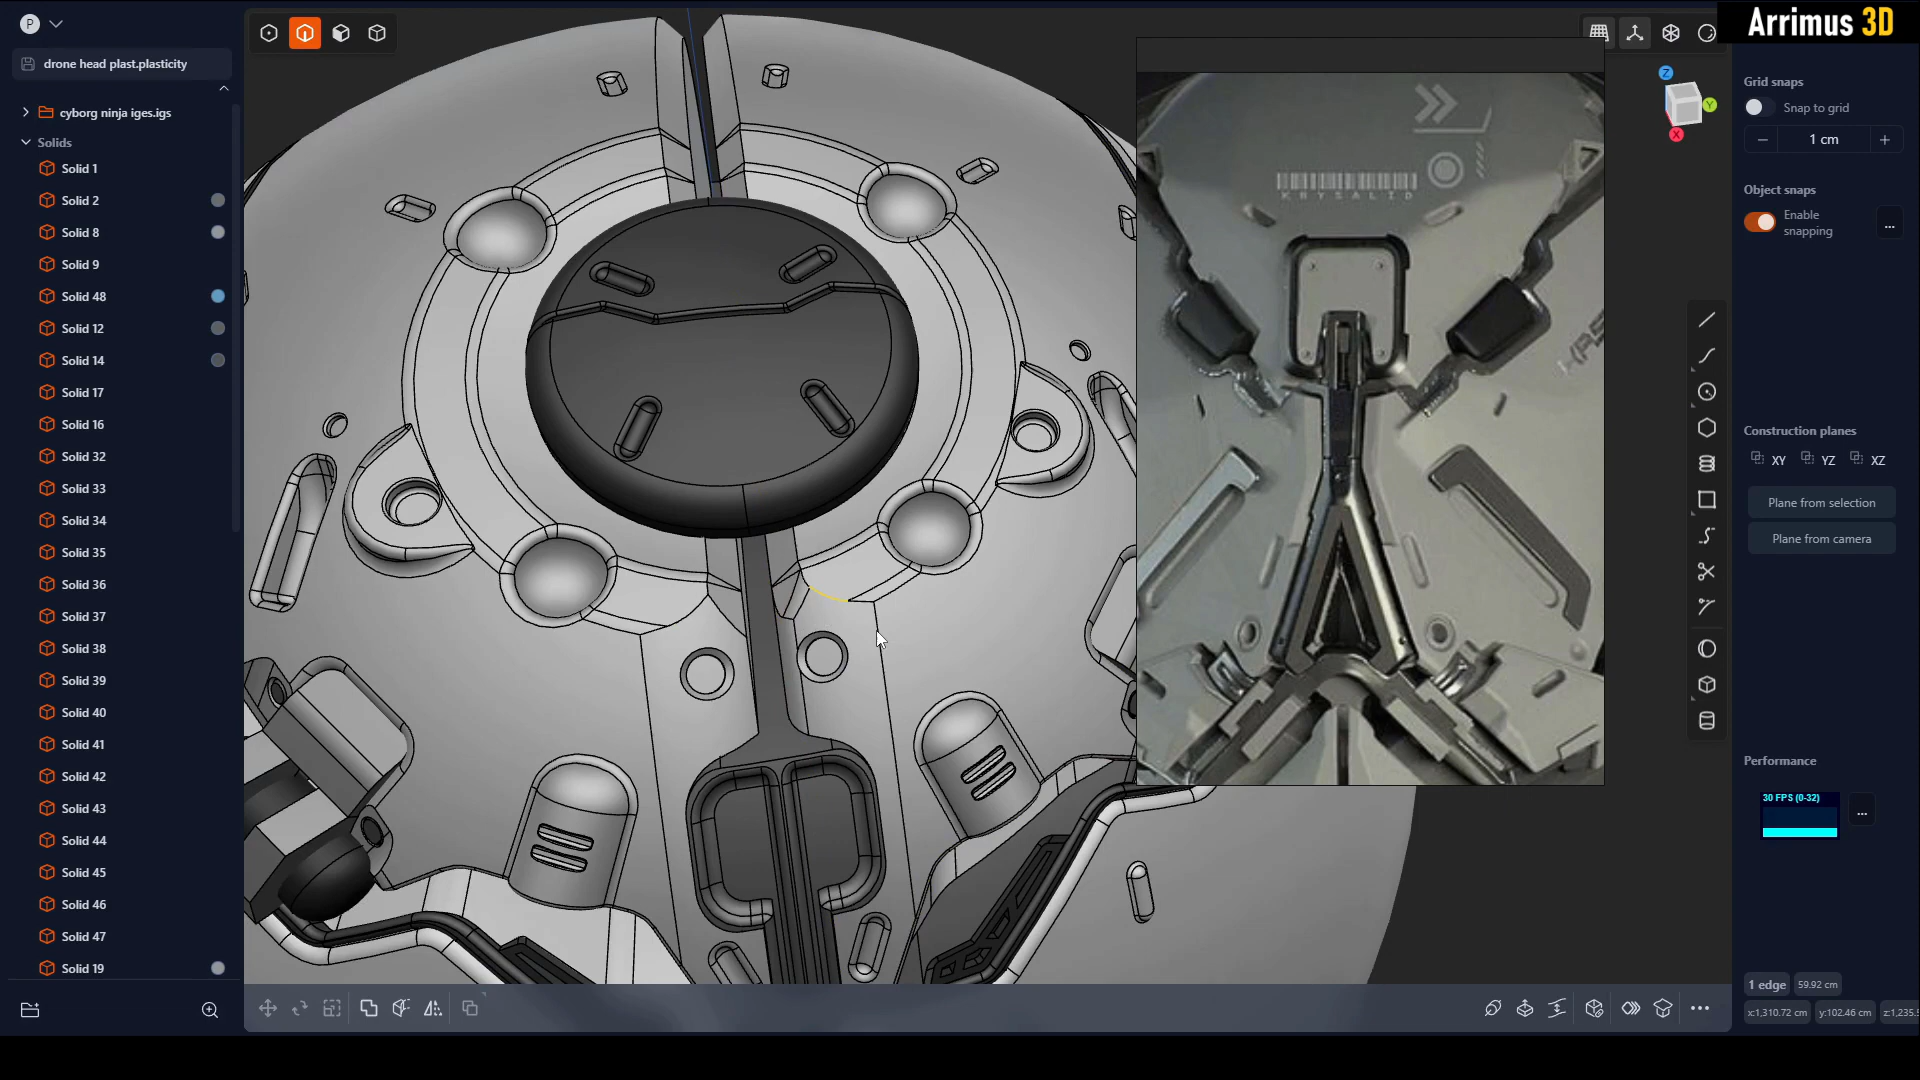 P
Arrimus 3D
drone head plast.plasticity
cyborg ninja iges.igs
Solids
Solid 1
Solid 2
Solid 8
Solid 9
Solid 48
Solid 12
Solid 14
Solid 17
Solid 16
Solid 32
Solid 33
Solid 34
Solid 35
Solid 36
Solid 37
Solid 38
Solid 39
Solid 40
Solid 41
Solid 42
Solid 43
Solid 44
Solid 45
Solid 46
Solid 47
Solid 19
KRYSALID
Z
Y
X
Grid snaps
Snap to grid
1 cm
Object snaps
Enable
snapping
...
Construction planes
XY YZ XZ
Plane from selection
Plane from camera
Performance
30 FPS (0-32)
...
1 edge 59.92 cm
x:1,310.72 cm y:102.46 cm z:1,235.5